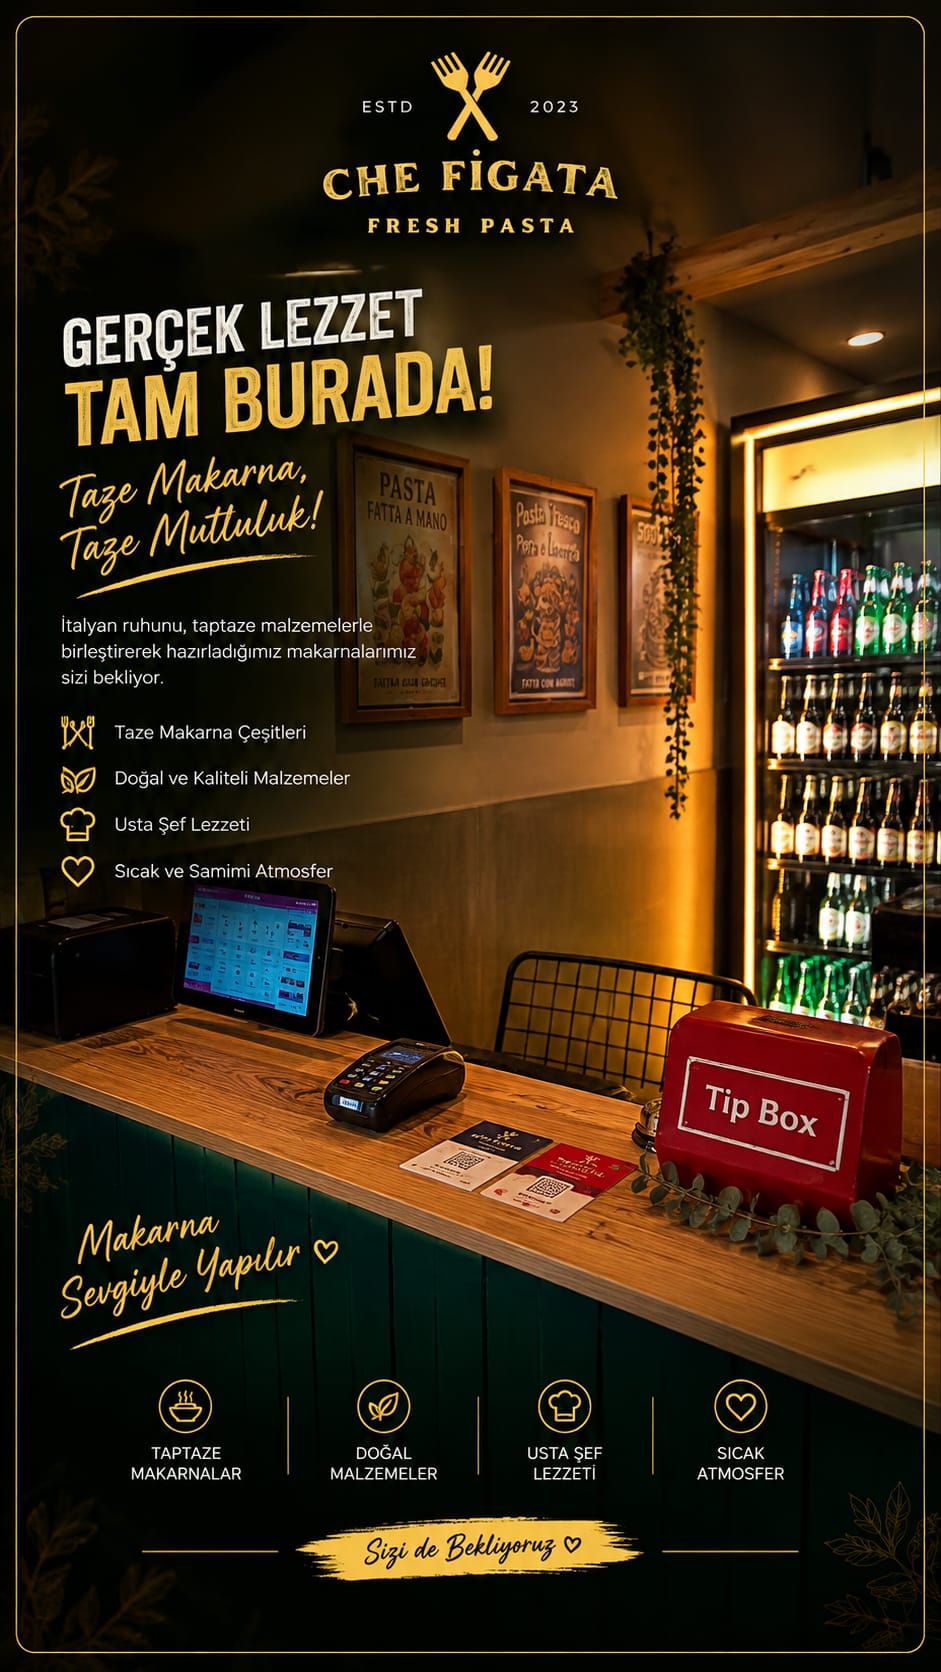 ESTD 2023
CHE FİGATA
FRESH PASTA
GERÇEK LEZZET
TAM BURADA!
Taze Makarna,
Taze Mutluluk!
PASTA
FATTA A MANO
Pasta Fresco
Pera e
FATTA CON
İtalyan ruhunu, taptaze malzemelerle
birleştirerek hazırladığımız makarnalarımız
sizi bekliyor.
Taze Makarna Çeşitleri
Doğal ve Kaliteli Malzemeler
Usta Şef Lezzeti
Sıcak ve Samimi Atmosfer
Tip Box
Makarna
Sevgiyle Yapılır
TAPTAZE
MAKARNALAR
DOĞAL
MALZEMELER
USTA ŞEF
LEZZETİ
SICAK
ATMOSFER
Sizi de Bekliyoruz